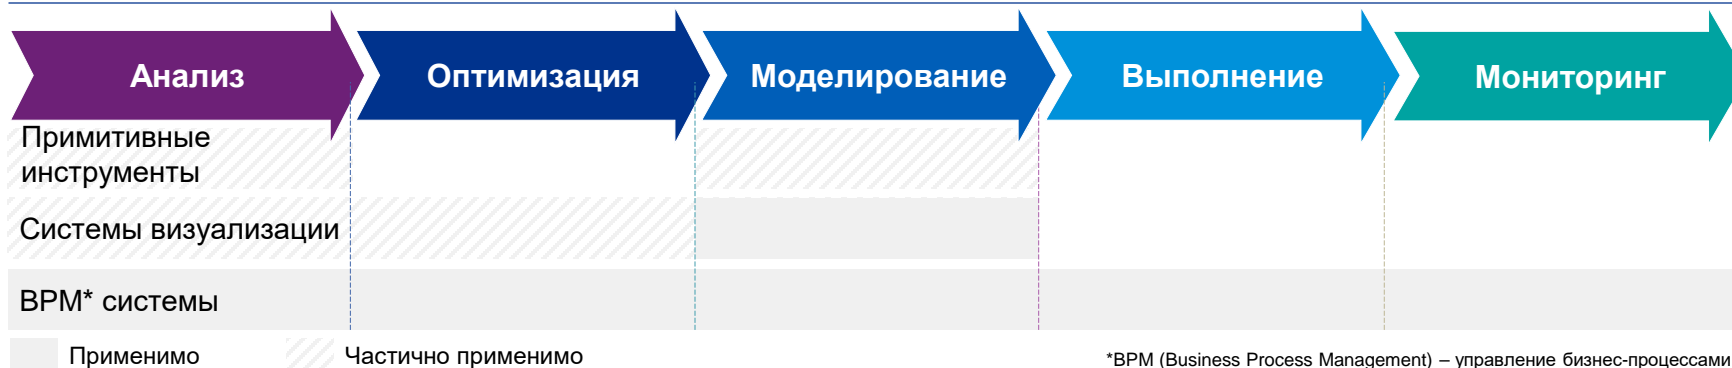 Анализ
Оптимизация
Моделирование
Выполнение
Мониторинг
Примитивные
инструменты
Системы визуализации
BPM* системы
Применимо
Частично применимо
*BPM (Business Process Management) – управление бизнес-процессами